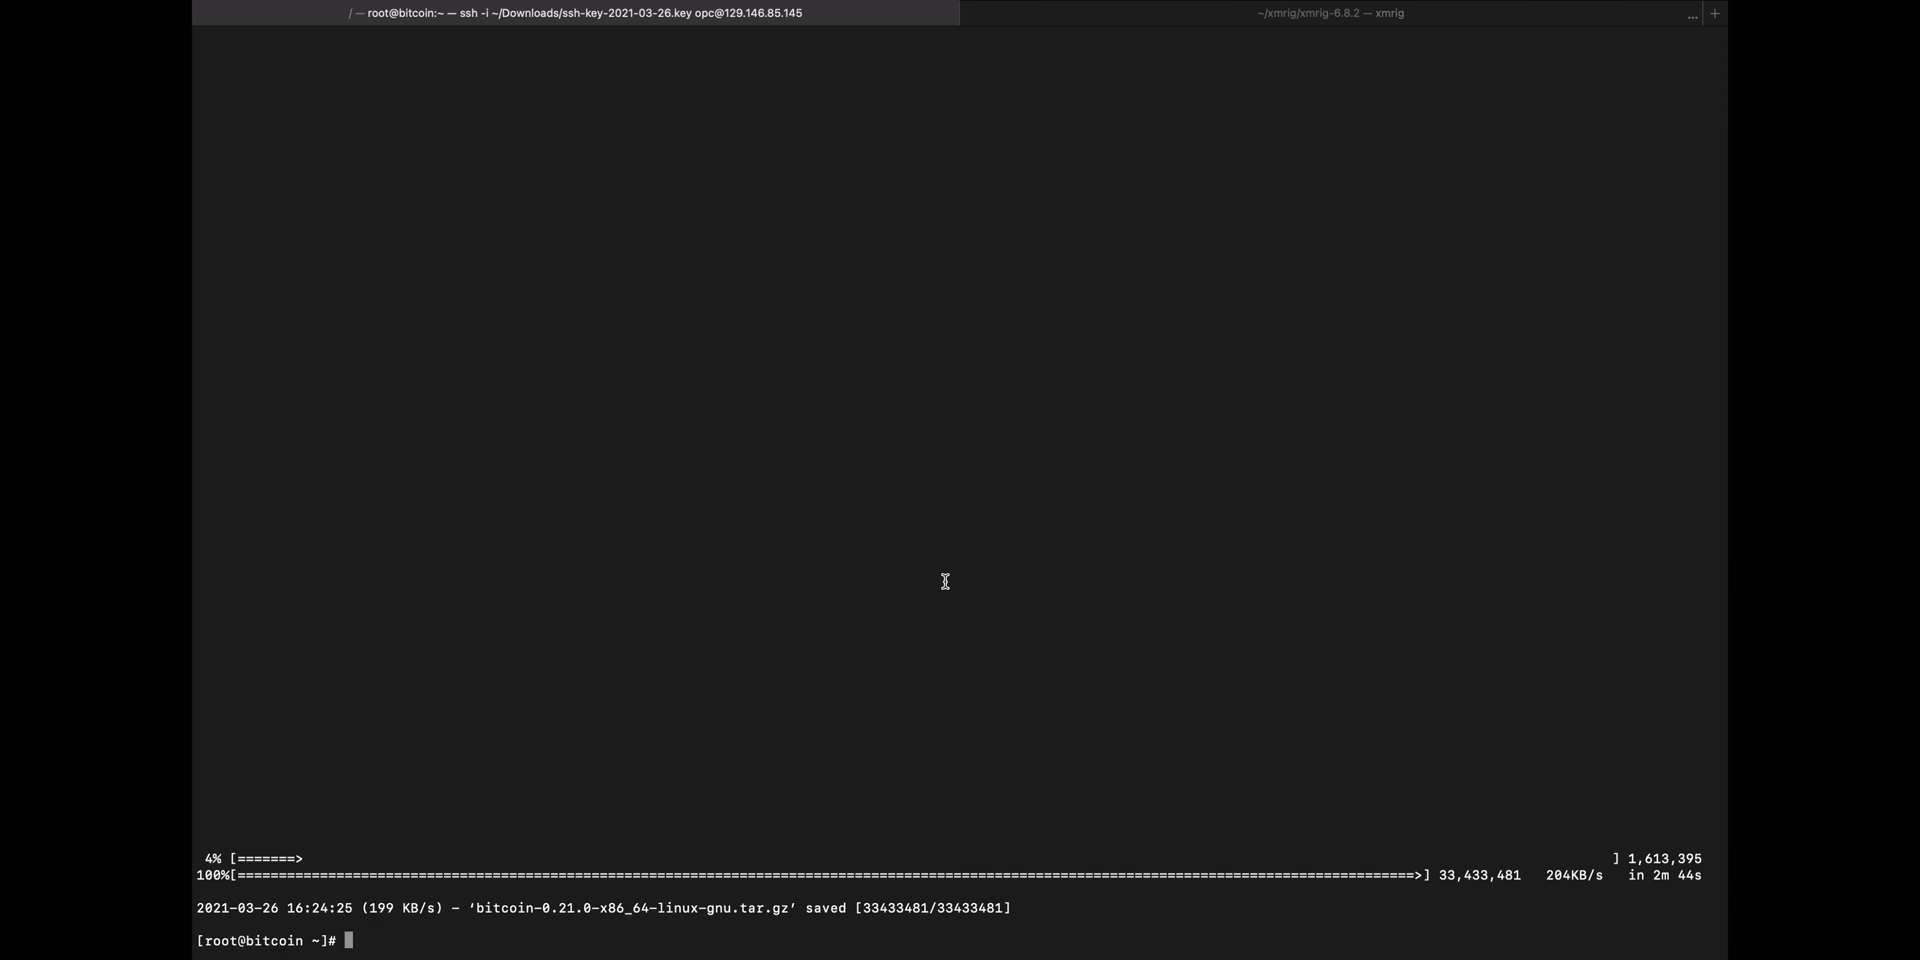 / — root@bitcoin:~ — ssh -i ~/Downloads/ssh-key-2021-03-26.key opc@129.146.85.145
~/xmrig/xmrig-6.8.2 — xmrig
... +
4% [=======> ] 1,613,395
100%[===============================================================================================================================================>] 33,433,481 204KB/s in 2m 44s
2021-03-26 16:24:25 (199 KB/s) - ‘bitcoin-0.21.0-x86_64-linux-gnu.tar.gz’ saved [33433481/33433481]
[root@bitcoin ~]#